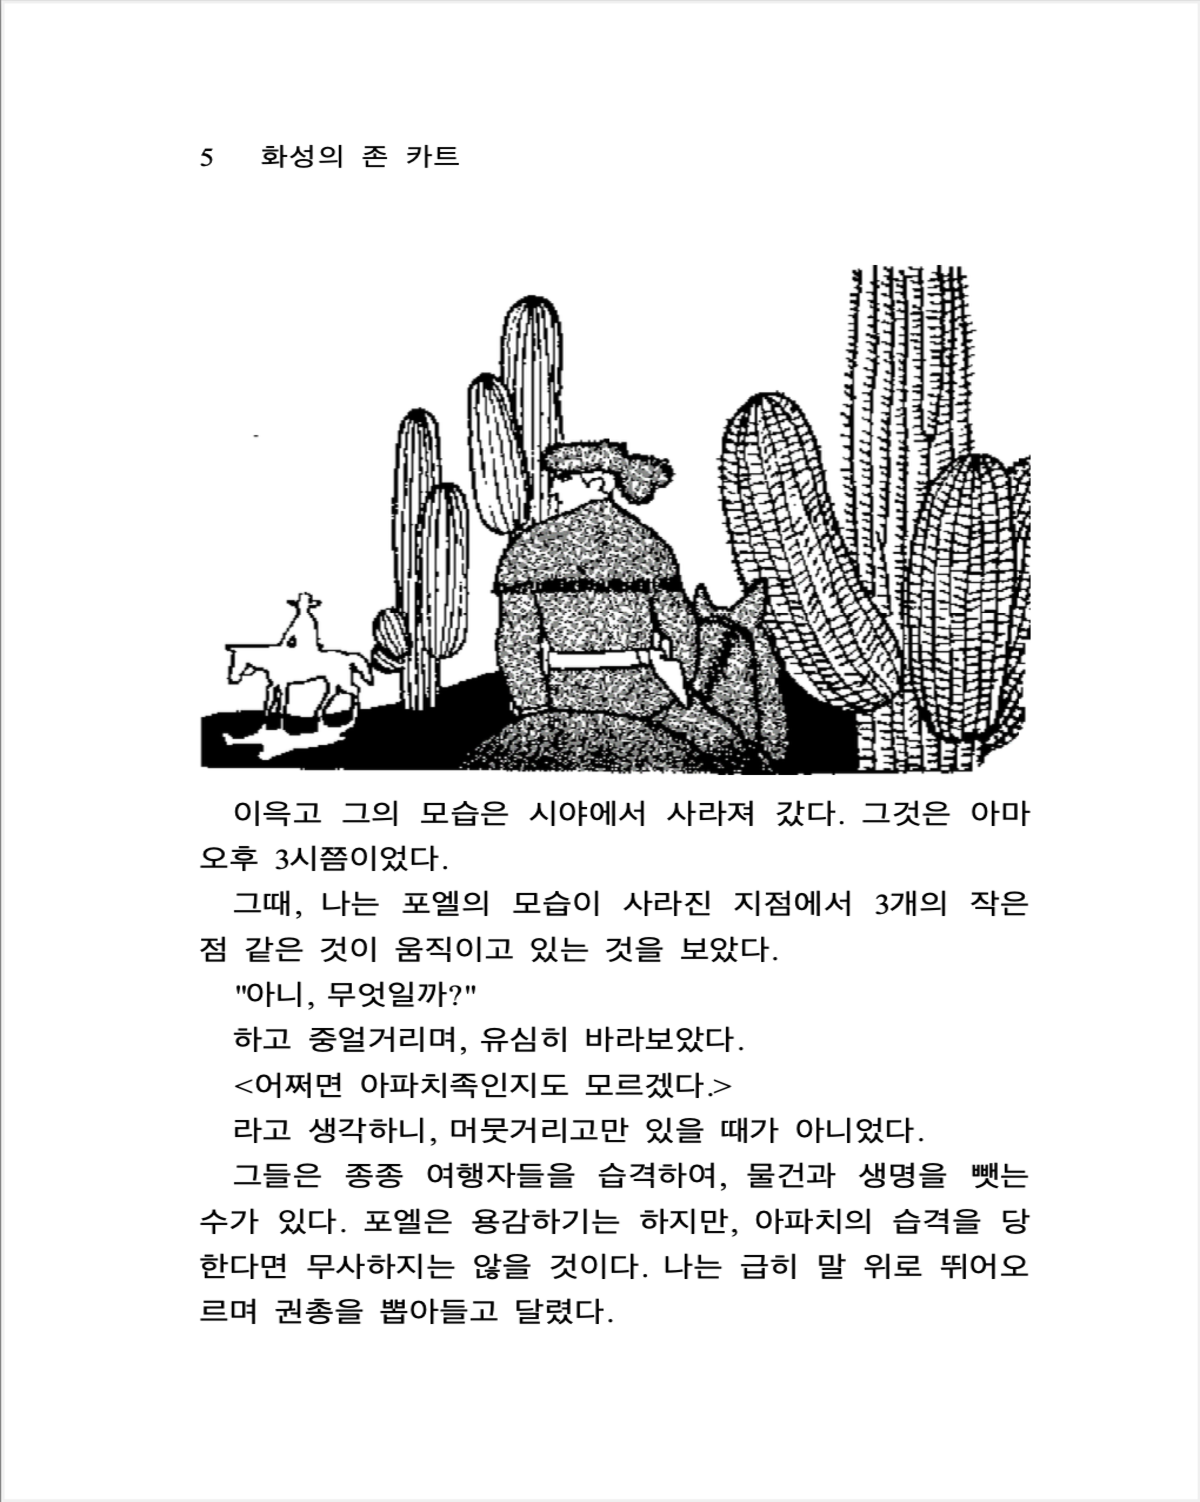 5 화성의 존 카트
이윽고 그의 모습은 시야에서 사라져 갔다. 그것은 아마
오후 3시쯤이었다.
그때, 나는 포엘의 모습이 사라진 지점에서 3개의 작은
점 같은 것이 움직이고 있는 것을 보았다.
"아니, 무엇일까?"
하고 중얼거리며, 유심히 바라보았다.
<어쩌면 아파치족인지도 모르겠다.>
라고 생각하니, 머뭇거리고만 있을 때가 아니었다.
그들은 종종 여행자들을 습격하여, 물건과 생명을 뺏는
수가 있다. 포엘은 용감하기는 하지만, 아파치의 습격을 당
한다면 무사하지는 않을 것이다. 나는 급히 말 위로 뛰어오
르며 권총을 뽑아들고 달렸다.